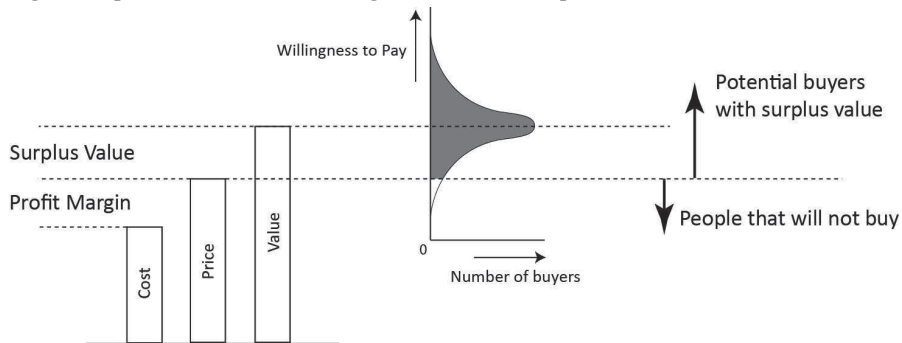 Willingness to Pay
Potential buyers
with surplus value
Surplus Value
Profit Margin
People that will not buy
Cost
Price
Value
0
Number of buyers